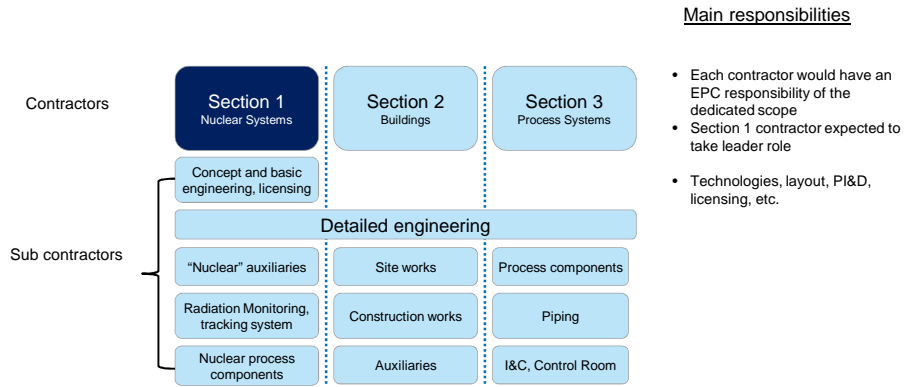 Main responsibilities
Contractors
Section 1
Nuclear Systems
Section 2
Buildings
Section 3
Process Systems
• Each contractor would have an
EPC responsibility of the
dedicated scope
• Section 1 contractor expected to
take leader role
• Technologies, layout, PI&D,
licensing, etc.
Sub contractors
Concept and basic
engineering, licensing
Detailed engineering
“Nuclear” auxiliaries
Site works
Process components
Radiation Monitoring,
tracking system
Construction works
Piping
Nuclear process
components
Auxiliaries
I&C, Control Room